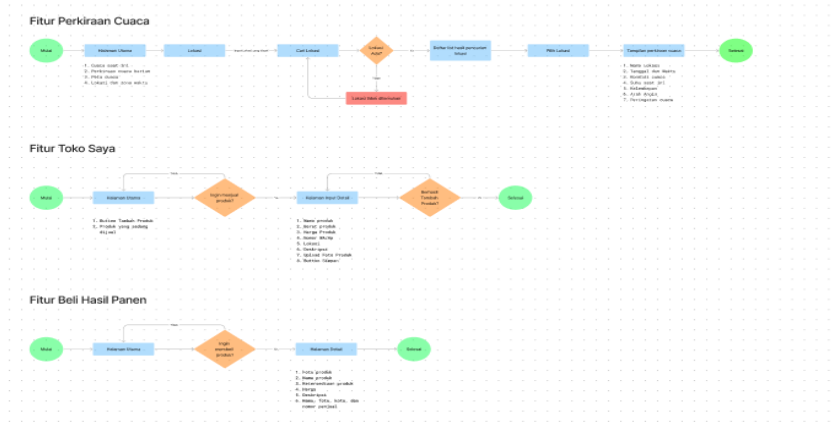 Fitur Perkiraan Cuaca
Mulai
Halaman Utama
Lokasi
Cari Lokasi
Lokasi
Ada?
Daftar list hasil pencarian
lokasi
Pilih Lokasi
Tampilan perkiraan cuaca
Selesai
1. Cuaca saat ini
2. Perkiraan cuaca harian
3. Peta cuaca
4. Lokasi dan zona waktu
Tidak
Lokasi tidak ditemukan
1. Nama lokasi
2. Tanggal dan Waktu
3. Kondisi cuaca
4. Suhu saat ini
5. Kelembapan
6. Arah Angin
7. Peringatan cuaca
Fitur Toko Saya
Mulai
Halaman Utama
Ingin menjual
produk?
Halaman Input Detail
Berhasil
Tambah
Produk?
Selesai
1. Button Tambah Produk
2. Produk yang sedang
dijual
1. Nama produk
2. Berat produk
3. Harga Produk
4. Nomor WA/Hp
5. Lokasi
6. Deskripsi
7. Upload Foto Produk
8. Button Simpan
Fitur Beli Hasil Panen
Mulai
Halaman Utama
Ingin
membeli
produk?
Halaman Detail
Selesai
1. Foto produk
2. Nama produk
3. Ketersediaan produk
4. Harga
5. Deskripsi
6. Nama, foto, kota, dan
nomor penjual